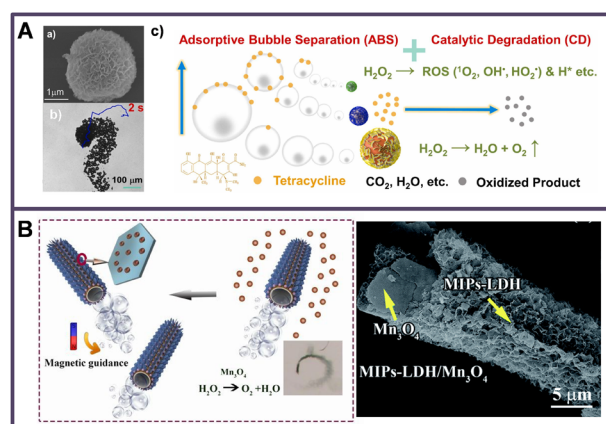 A
a)
1μm
b)
2 s
100 μm
c)
Adsorptive Bubble Separation (ABS)
Catalytic Degradation (CD)
H₂O₂ → ROS (¹O₂, OH•, HO₂•) & H* etc.
H₂O₂ → H₂O + O₂ ↑
Tetracycline
CO₂, H₂O, etc.
Oxidized Product
B
Magnetic guidance
Mn₃O₄
H₂O₂ → O₂ +H₂O
MIPs-LDH
Mn₃O₄
MIPs-LDH/Mn₃O₄
5 μm